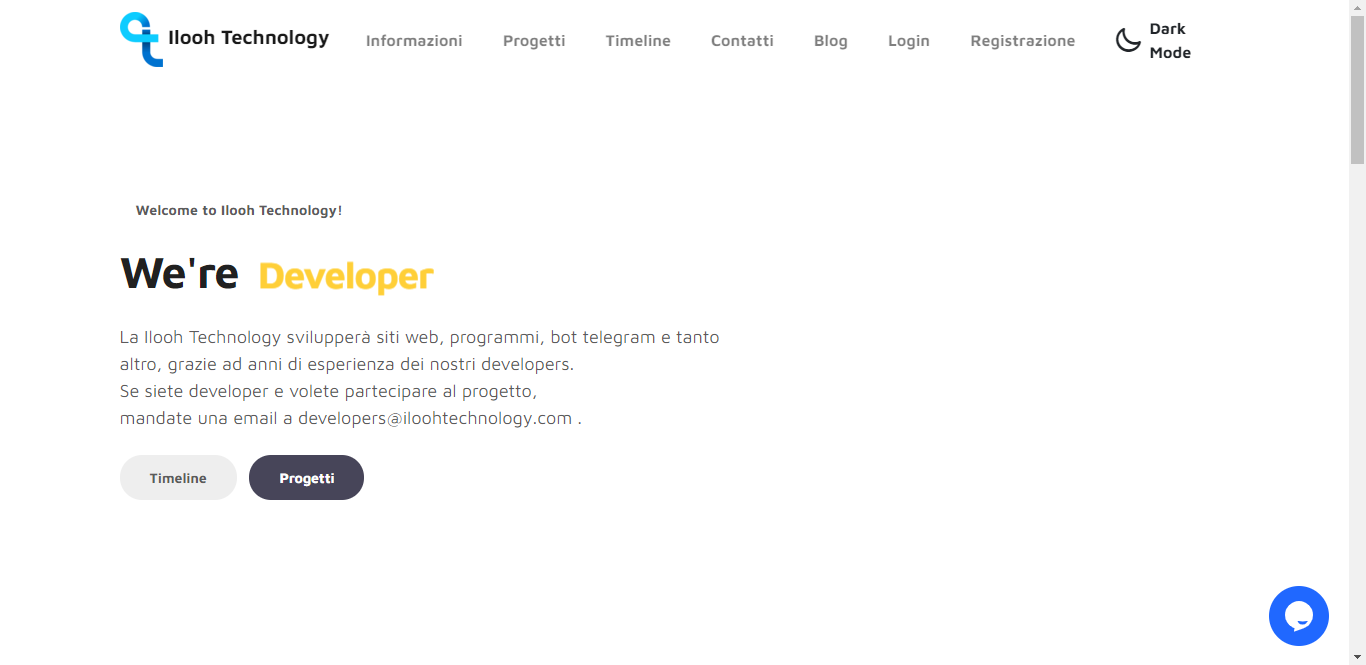 Ilooh Technology
Informazioni
Progetti
Timeline
Contatti
Blog
Login
Registrazione
Dark
Mode
Welcome to Ilooh Technology!
We're Developer
La Ilooh Technology svilupperà siti web, programmi, bot telegram e tanto
altro, grazie ad anni di esperienza dei nostri developers.
Se siete developer e volete partecipare al progetto,
mandate una email a developers@iloohtechnology.com .
Timeline
Progetti